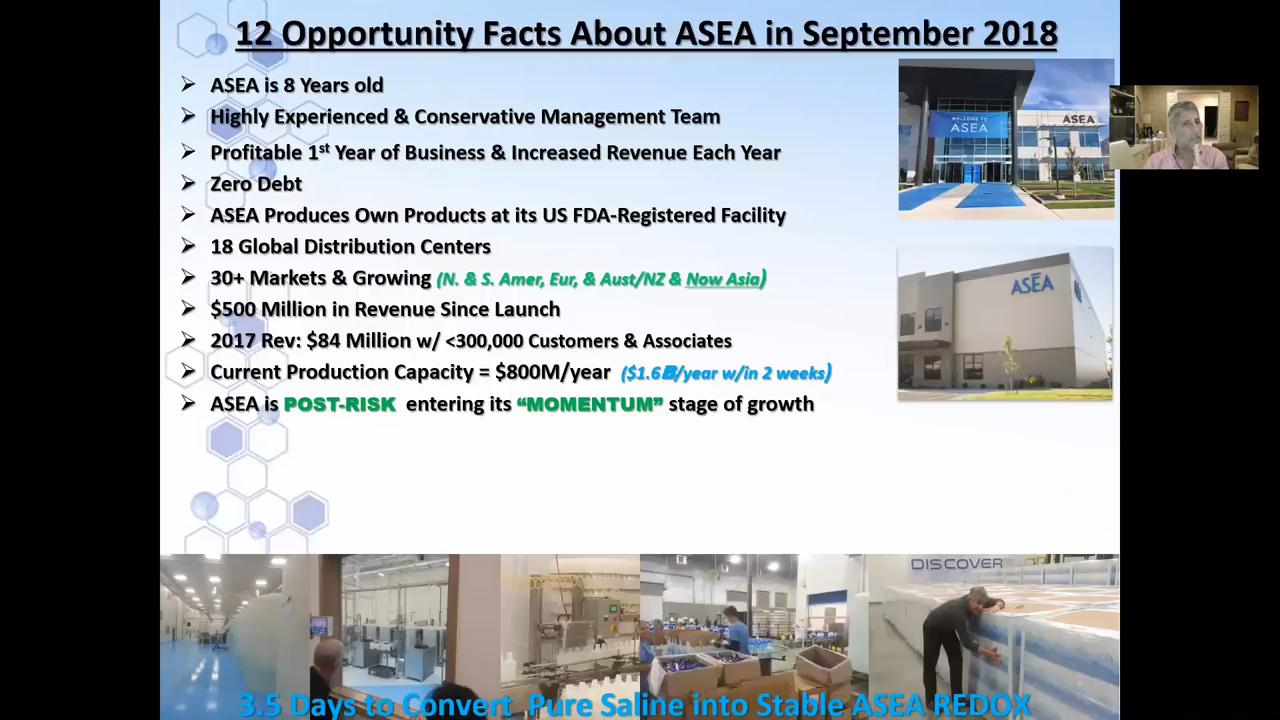 12 Opportunity Facts About ASEA in September 2018
ASEA is 8 Years old
Highly Experienced & Conservative Management Team
Profitable 1st Year of Business & Increased Revenue Each Year
Zero Debt
ASEA Produces Own Products at its US FDA-Registered Facility
18 Global Distribution Centers
30+ Markets & Growing (N. & S. Amer, Eur, & Aust/NZ & Now Asia)
$500 Million in Revenue Since Launch
2017 Rev: $84 Million w/ <300,000 Customers & Associates
Current Production Capacity = $800M/year ($1.6B/year w/in 2 weeks)
ASEA is POST-RISK entering its “MOMENTUM” stage of growth
WELCOME TO
ASEA
ASEA
ASEA
DISCOVER
3.5 Days to Convert Pure Saline into Stable ASEA REDOX